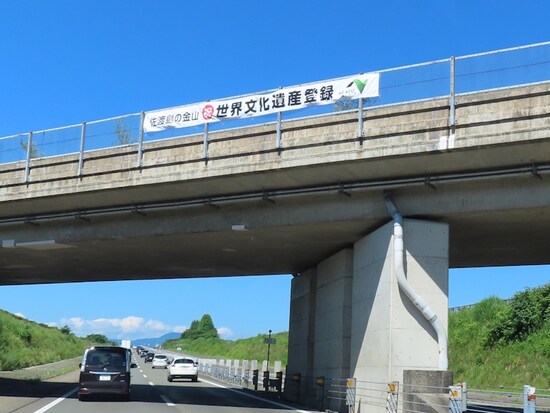 佐渡島の金山 祝 世界文化遺産登録